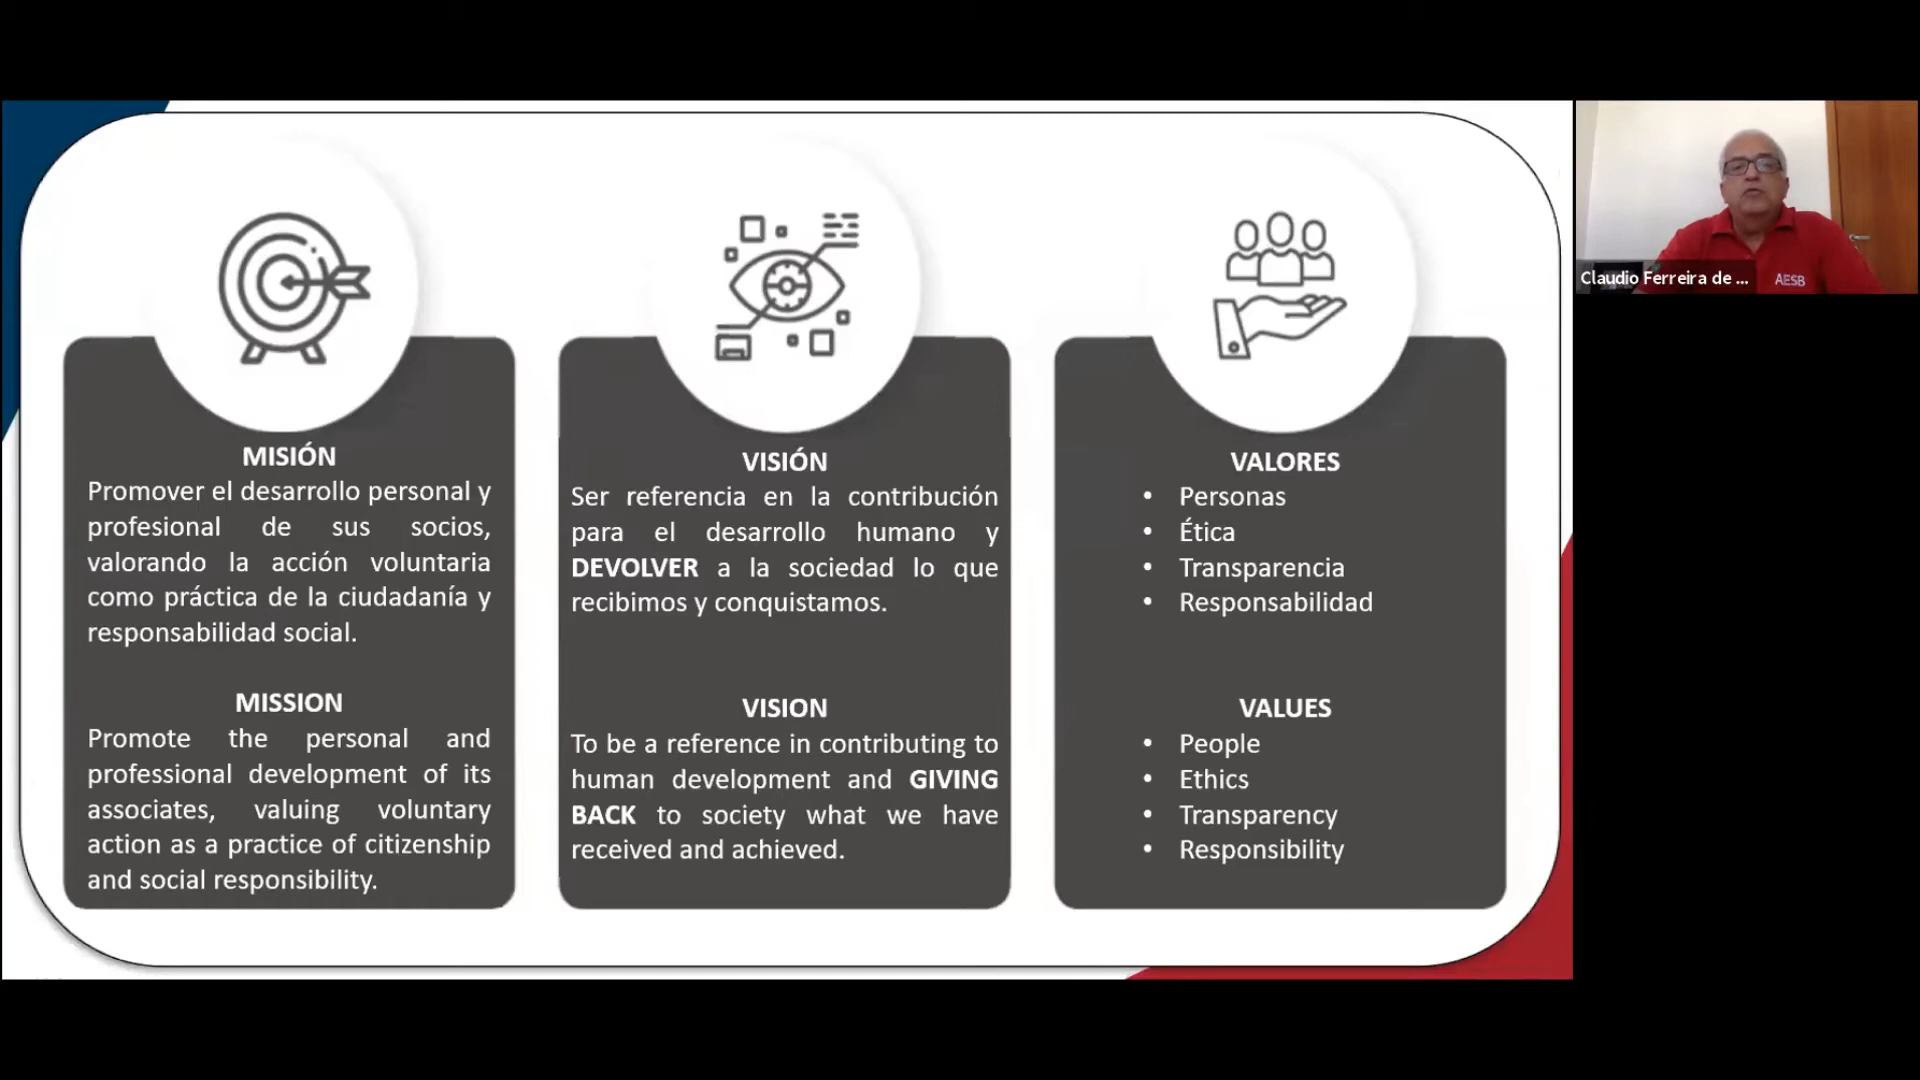 MISIÓN
Promover el desarrollo personal y
profesional de sus socios,
valorando la acción voluntaria
como práctica de la ciudadanía y
responsabilidad social.
MISSION
Promote the personal and
professional development of its
associates, valuing voluntary
action as a practice of citizenship
and social responsibility.
VISIÓN
Ser referencia en la contribución
para el desarrollo humano y
DEVOLVER a la sociedad lo que
recibimos y conquistamos.
VISION
To be a reference in contributing to
human development and GIVING
BACK to society what we have
received and achieved.
VALORES
• Personas
• Ética
• Transparencia
• Responsabilidad
VALUES
• People
• Ethics
• Transparency
• Responsibility
Claudio Ferreira de ...
AESB